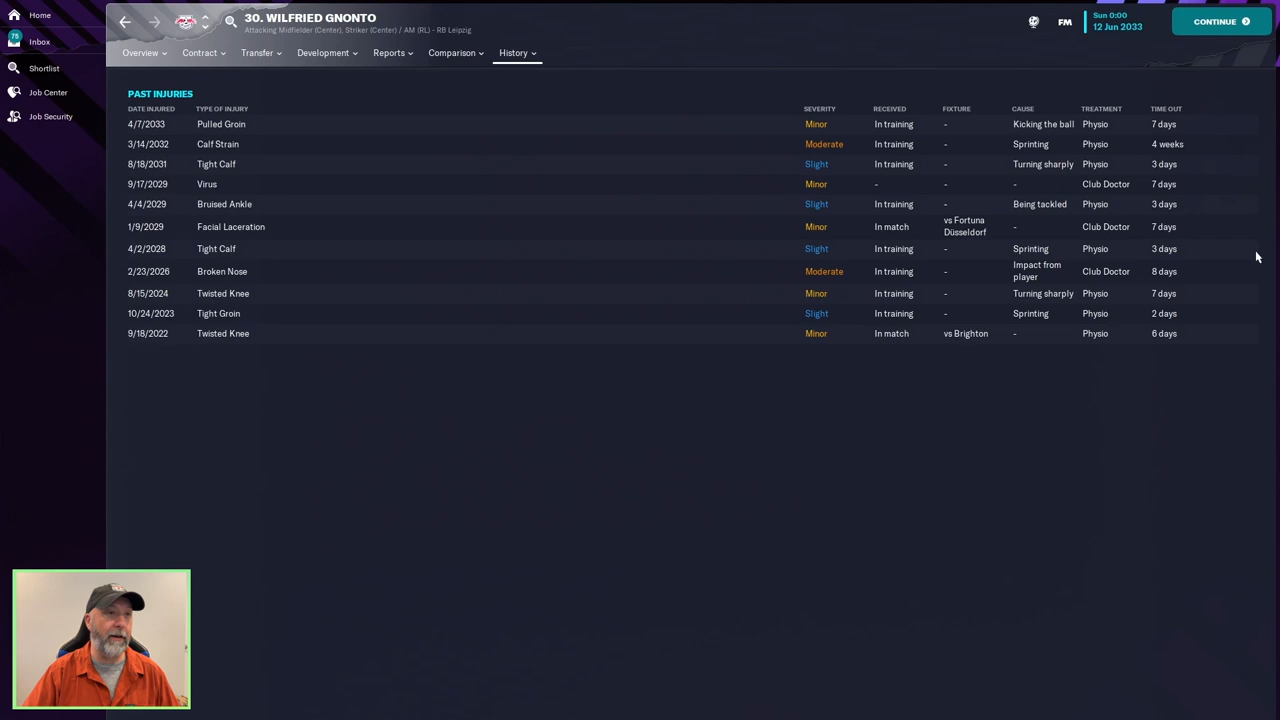 Home
75
Inbox
Shortlist
Job Center
Job Security
30. WILFRIED GNONTO
Attacking Midfielder (Center), Striker (Center) / AM (RL) - RB Leipzig
FM
Sun 0:00
12 Jun 2033
CONTINUE
Overview Contract Transfer Development Reports Comparison History
PAST INJURIES
DATE INJURED TYPE OF INJURY SEVERITY RECEIVED FIXTURE CAUSE TREATMENT TIME OUT
4/7/2033 Pulled Groin Minor In training - Kicking the ball Physio 7 days
3/14/2032 Calf Strain Moderate In training - Sprinting Physio 4 weeks
8/18/2031 Tight Calf Slight In training - Turning sharply Physio 3 days
9/17/2029 Virus Minor - - - Club Doctor 7 days
4/4/2029 Bruised Ankle Slight In training - Being tackled Physio 3 days
1/9/2029 Facial Laceration Minor In match vs Fortuna
Düsseldorf - Club Doctor 7 days
4/2/2028 Tight Calf Slight In training - Sprinting Physio 3 days
2/23/2026 Broken Nose Moderate In training - Impact from
player Club Doctor 8 days
8/15/2024 Twisted Knee Minor In training - Turning sharply Physio 7 days
10/24/2023 Tight Groin Slight In training - Sprinting Physio 2 days
9/18/2022 Twisted Knee Minor In match vs Brighton - Physio 6 days